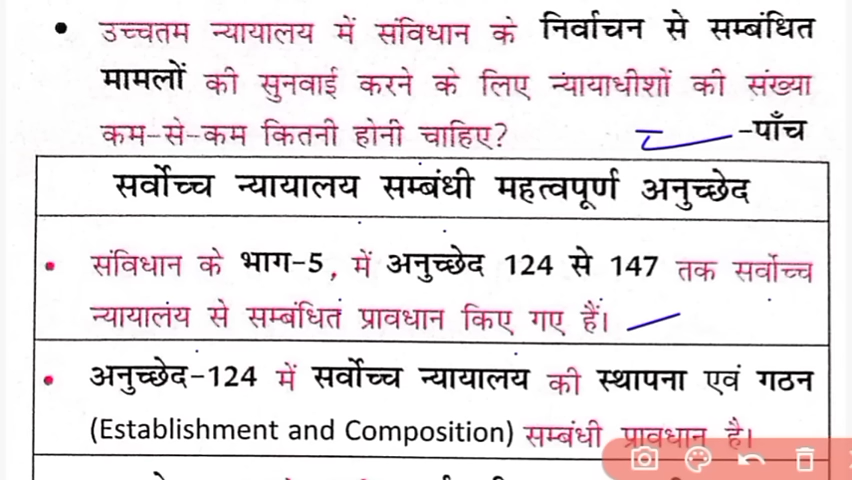 • उच्चतम न्यायालय में संविधान के निर्वाचन से सम्बंधित
मामलों की सुनवाई करने के लिए न्यायाधीशों की संख्या
कम-से-कम कितनी होनी चाहिए? -पाँच
सर्वोच्च न्यायालय सम्बंधी महत्वपूर्ण अनुच्छेद
• संविधान के भाग-5, में अनुच्छेद 124 से 147 तक सर्वोच्च
न्यायालय से सम्बंधित प्रावधान किए गए हैं।
• अनुच्छेद-124 में सर्वोच्च न्यायालय की स्थापना एवं गठन
(Establishment and Composition) सम्बंधी प्रावधान है।